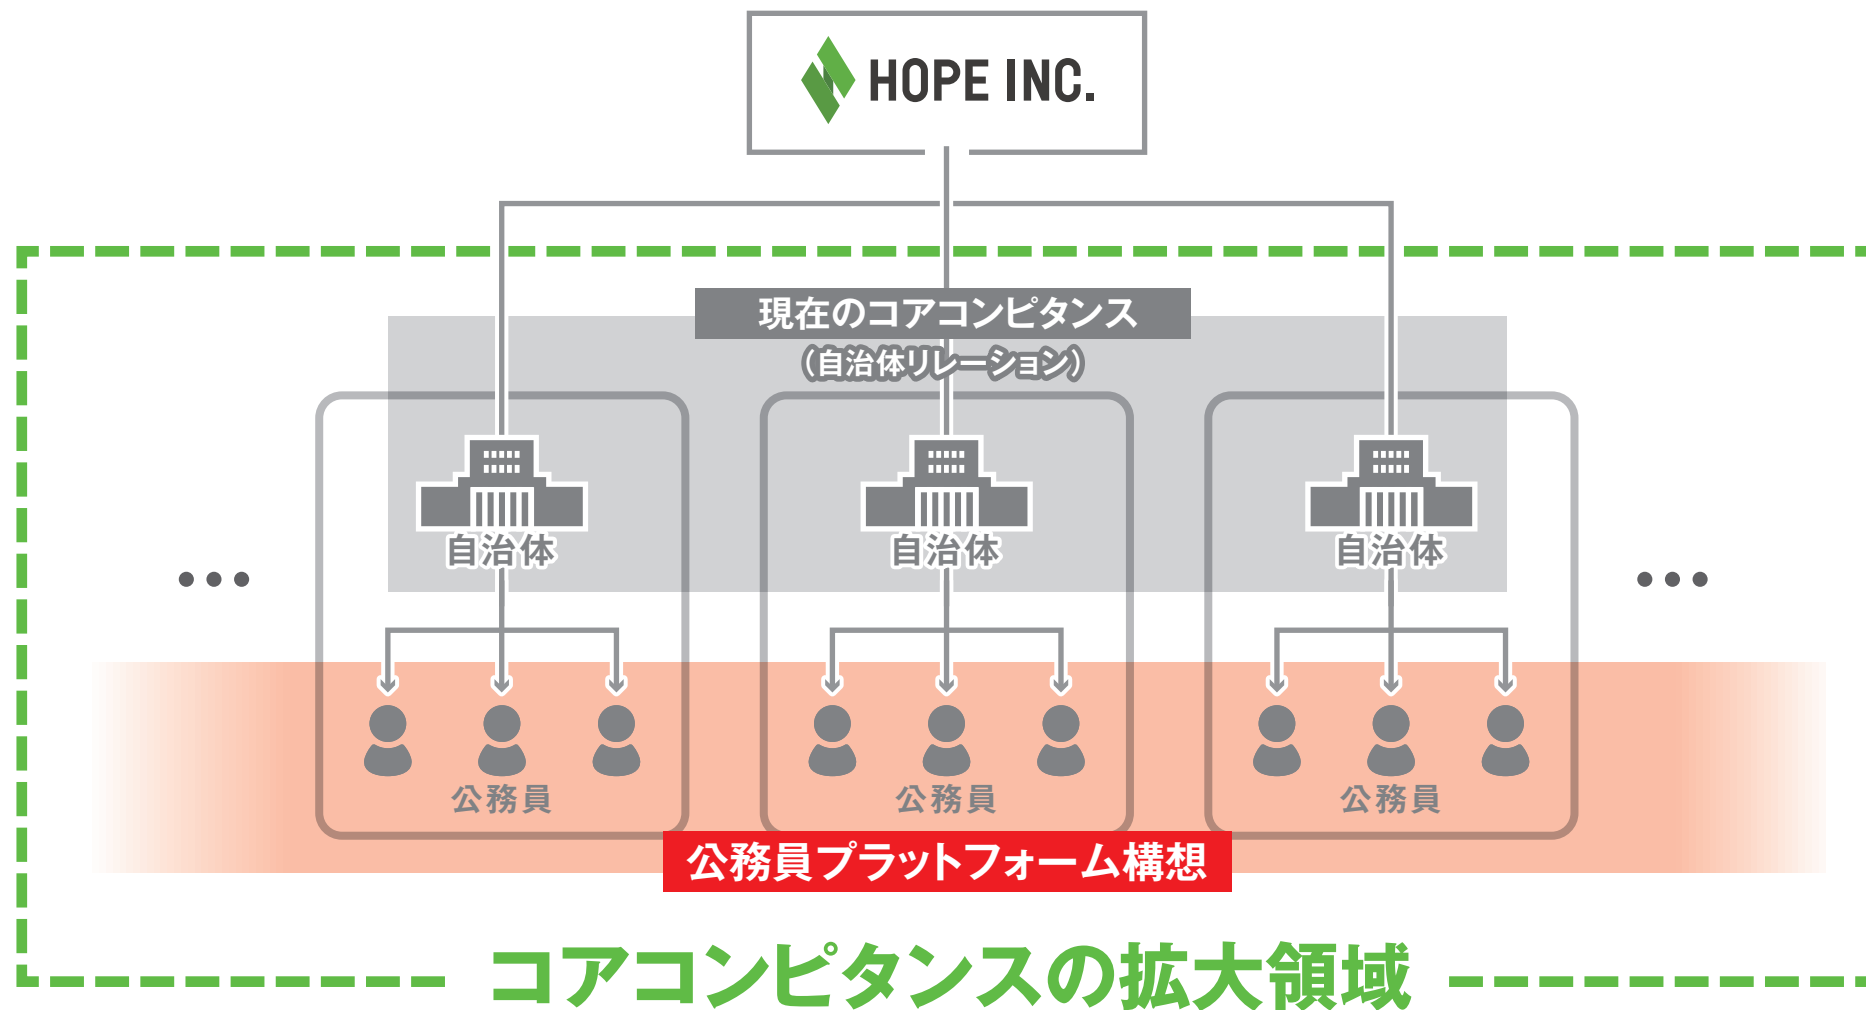 HOPE INC.
現在のコアコンピタンス
（自治体リレーション）
自治体
自治体
自治体
公務員
公務員
公務員
公務員プラットフォーム構想
コアコンピタンスの拡大領域